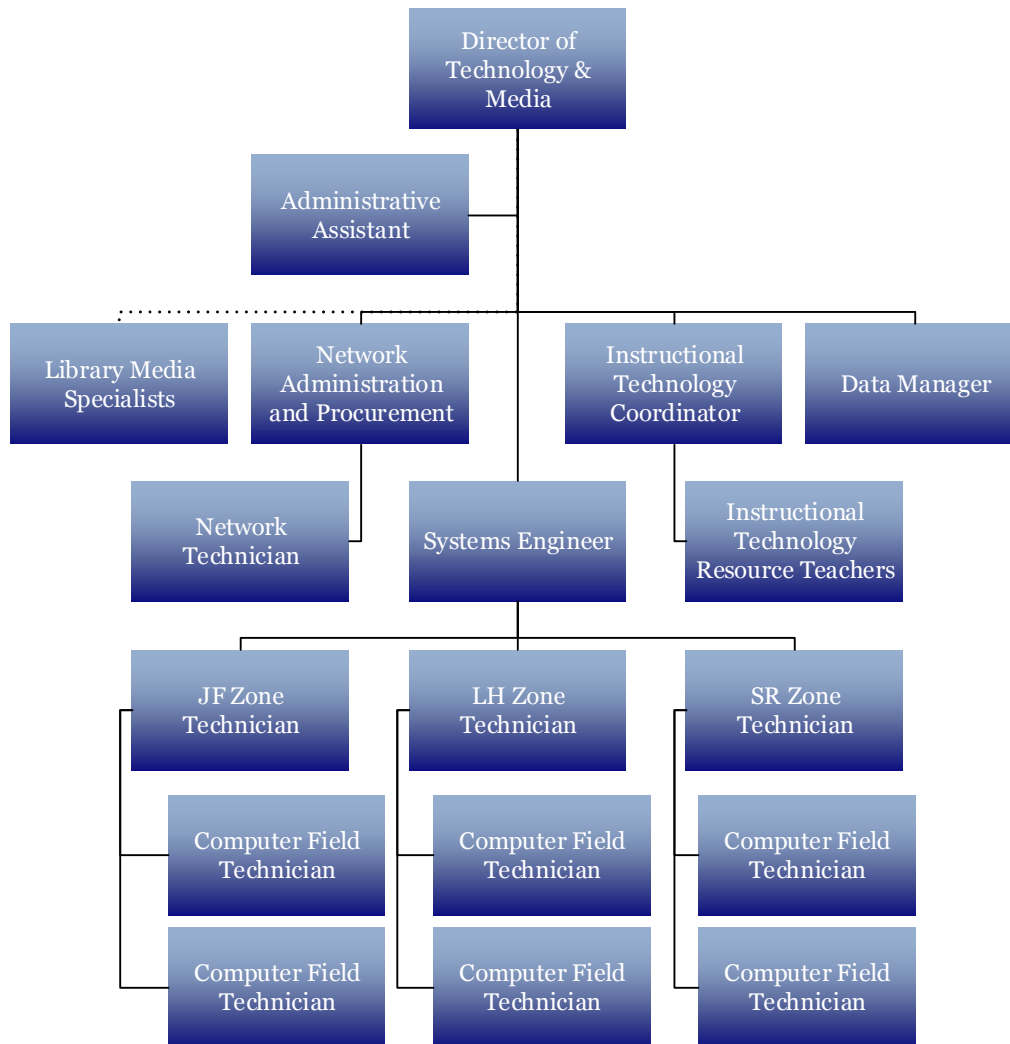 Director of
Technology &
Media
Administrative
Assistant
Library Media
Specialists
Network
Administration
and Procurement
Instructional
Technology
Coordinator
Data Manager
Network
Technician
Systems Engineer
Instructional
Technology
Resource Teachers
JF Zone
Technician
LH Zone
Technician
SR Zone
Technician
Computer Field
Technician
Computer Field
Technician
Computer Field
Technician
Computer Field
Technician
Computer Field
Technician
Computer Field
Technician